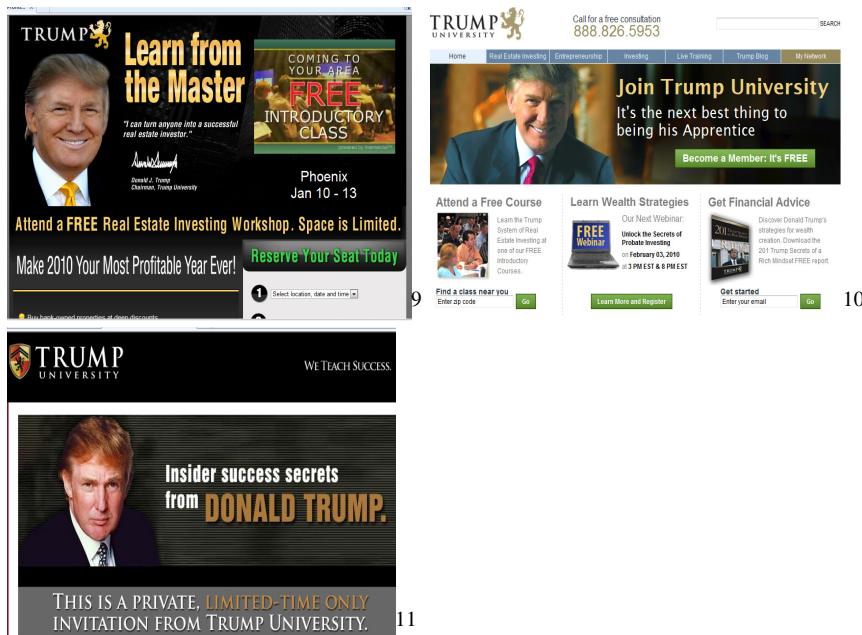 TRUMP
Learn from
the Master
"I can turn anyone into a successful
real estate investor."
Donald J. Trump
Chairman, Trump University
COMING TO
YOUR AREA
FREE
INTRODUCTORY
CLASS
Phoenix
Jan 10 - 13
Attend a FREE Real Estate Investing Workshop. Space is Limited.
Make 2010 Your Most Profitable Year Ever!
Reserve Your Seat Today
1 Select location, date and time
Buy bank-owned properties at deep discounts
9
TRUMP
UNIVERSITY
Call for a free consultation
888.826.5953
SEARCH
Home Real Estate Investing Entrepreneurship Investing Live Training Trump Blog My Network
Join Trump University
It's the next best thing to
being his Apprentice
Become a Member: It's FREE
Attend a Free Course
Learn the Trump
System of Real
Estate Investing at
one of our FREE
Introductory
Courses.
Find a class near you
Enter zip code Go
Learn Wealth Strategies
FREE
Webinar
Our Next Webinar:
Unlock the Secrets of
Probate Investing
on February 03, 2010
at 3 PM EST & 8 PM EST
Learn More and Register
Get Financial Advice
Discover Donald Trump's
strategies for wealth
creation. Download the
201 Trump Secrets of a
Rich Mindset FREE report.
Get started
Enter your email Go
10
TRUMP
UNIVERSITY
WE TEACH SUCCESS.
Insider success secrets
from DONALD TRUMP.
THIS IS A PRIVATE, LIMITED-TIME ONLY
INVITATION FROM TRUMP UNIVERSITY.
11